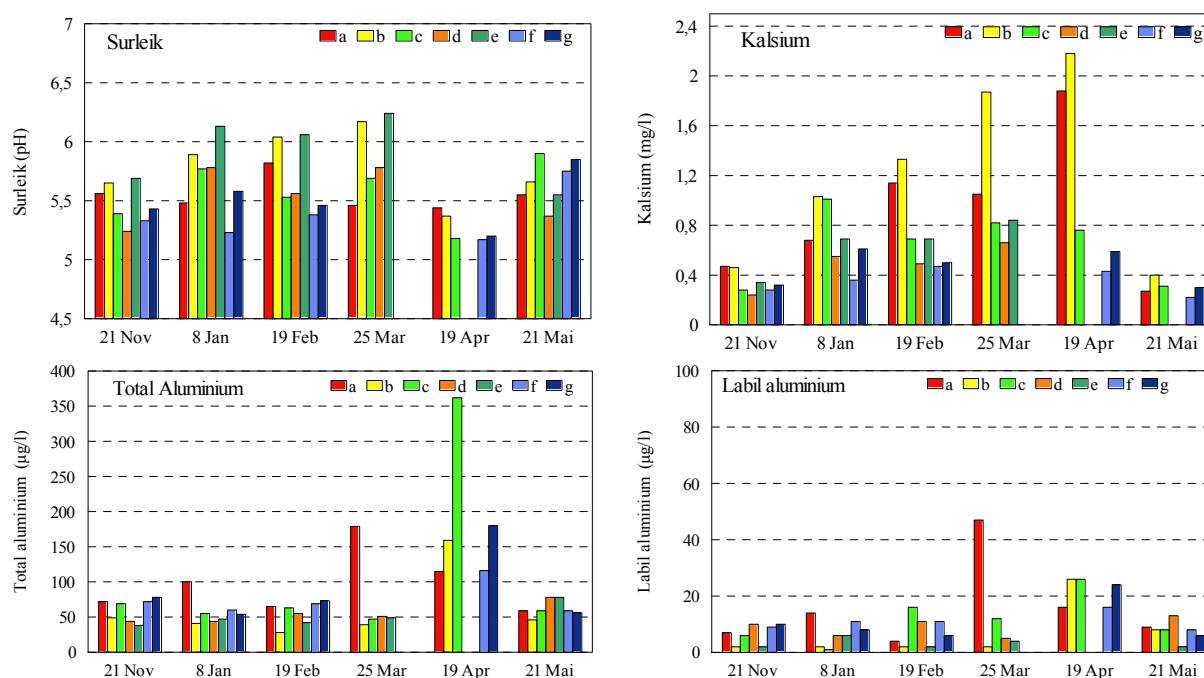 Surleik
a b c d e f g
Surleik (pH)
7
6,5
6
5,5
5
4,5
21 Nov 8 Jan 19 Feb 25 Mar 19 Apr 21 Mai
Kalsium
a b c d e f g
Kalsium (mg/l)
2,4
2
1,6
1,2
0,8
0,4
0
21 Nov 8 Jan 19 Feb 25 Mar 19 Apr 21 Mai
Total Aluminium
a b c d e f g
Total aluminium (µg/l)
400
350
300
250
200
150
100
50
0
21 Nov 8 Jan 19 Feb 25 Mar 19 Apr 21 Mai
Labil aluminium
a b c d e f g
Labil aluminium (µg/l)
100
80
60
40
20
0
21 Nov 8 Jan 19 Feb 25 Mar 19 Apr 21 Mai